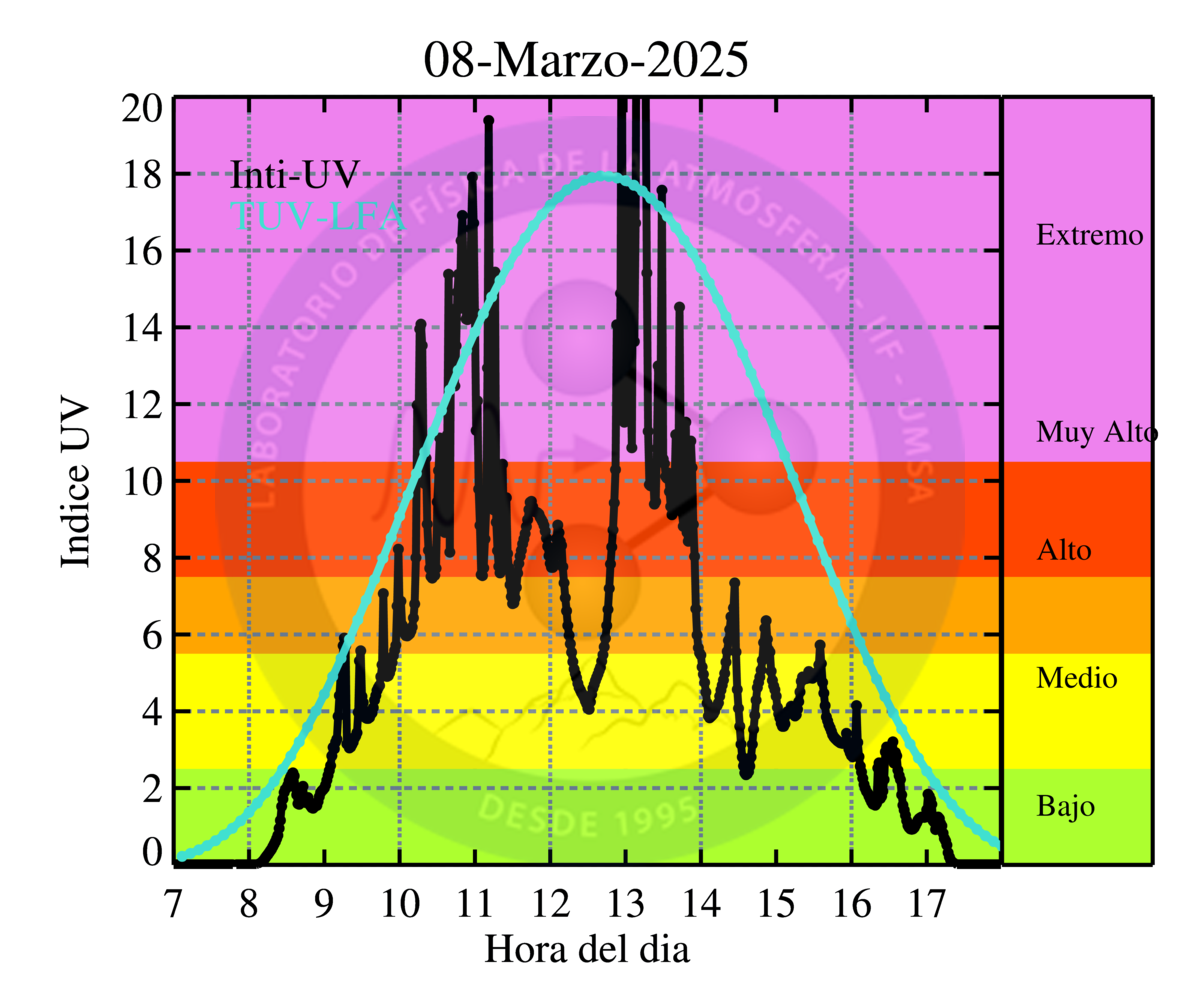 08-Marzo-2025
Inti-UV
TUV-LFA
LABORATORIO DE FÍSICA DE LA ATMÓSFERA - IIF - UMSA
DESDE 1995
Indice UV
20
18
16
14
12
10
8
6
4
2
0
Extremo
Muy Alto
Alto
Medio
Bajo
7 8 9 10 11 12 13 14 15 16 17
Hora del dia